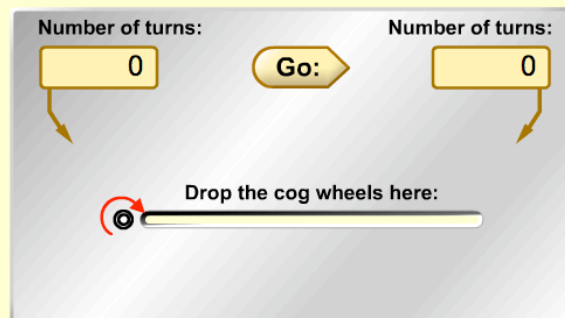 Number of turns:
Number of turns:
0
Go:
0
Drop the cog wheels here: